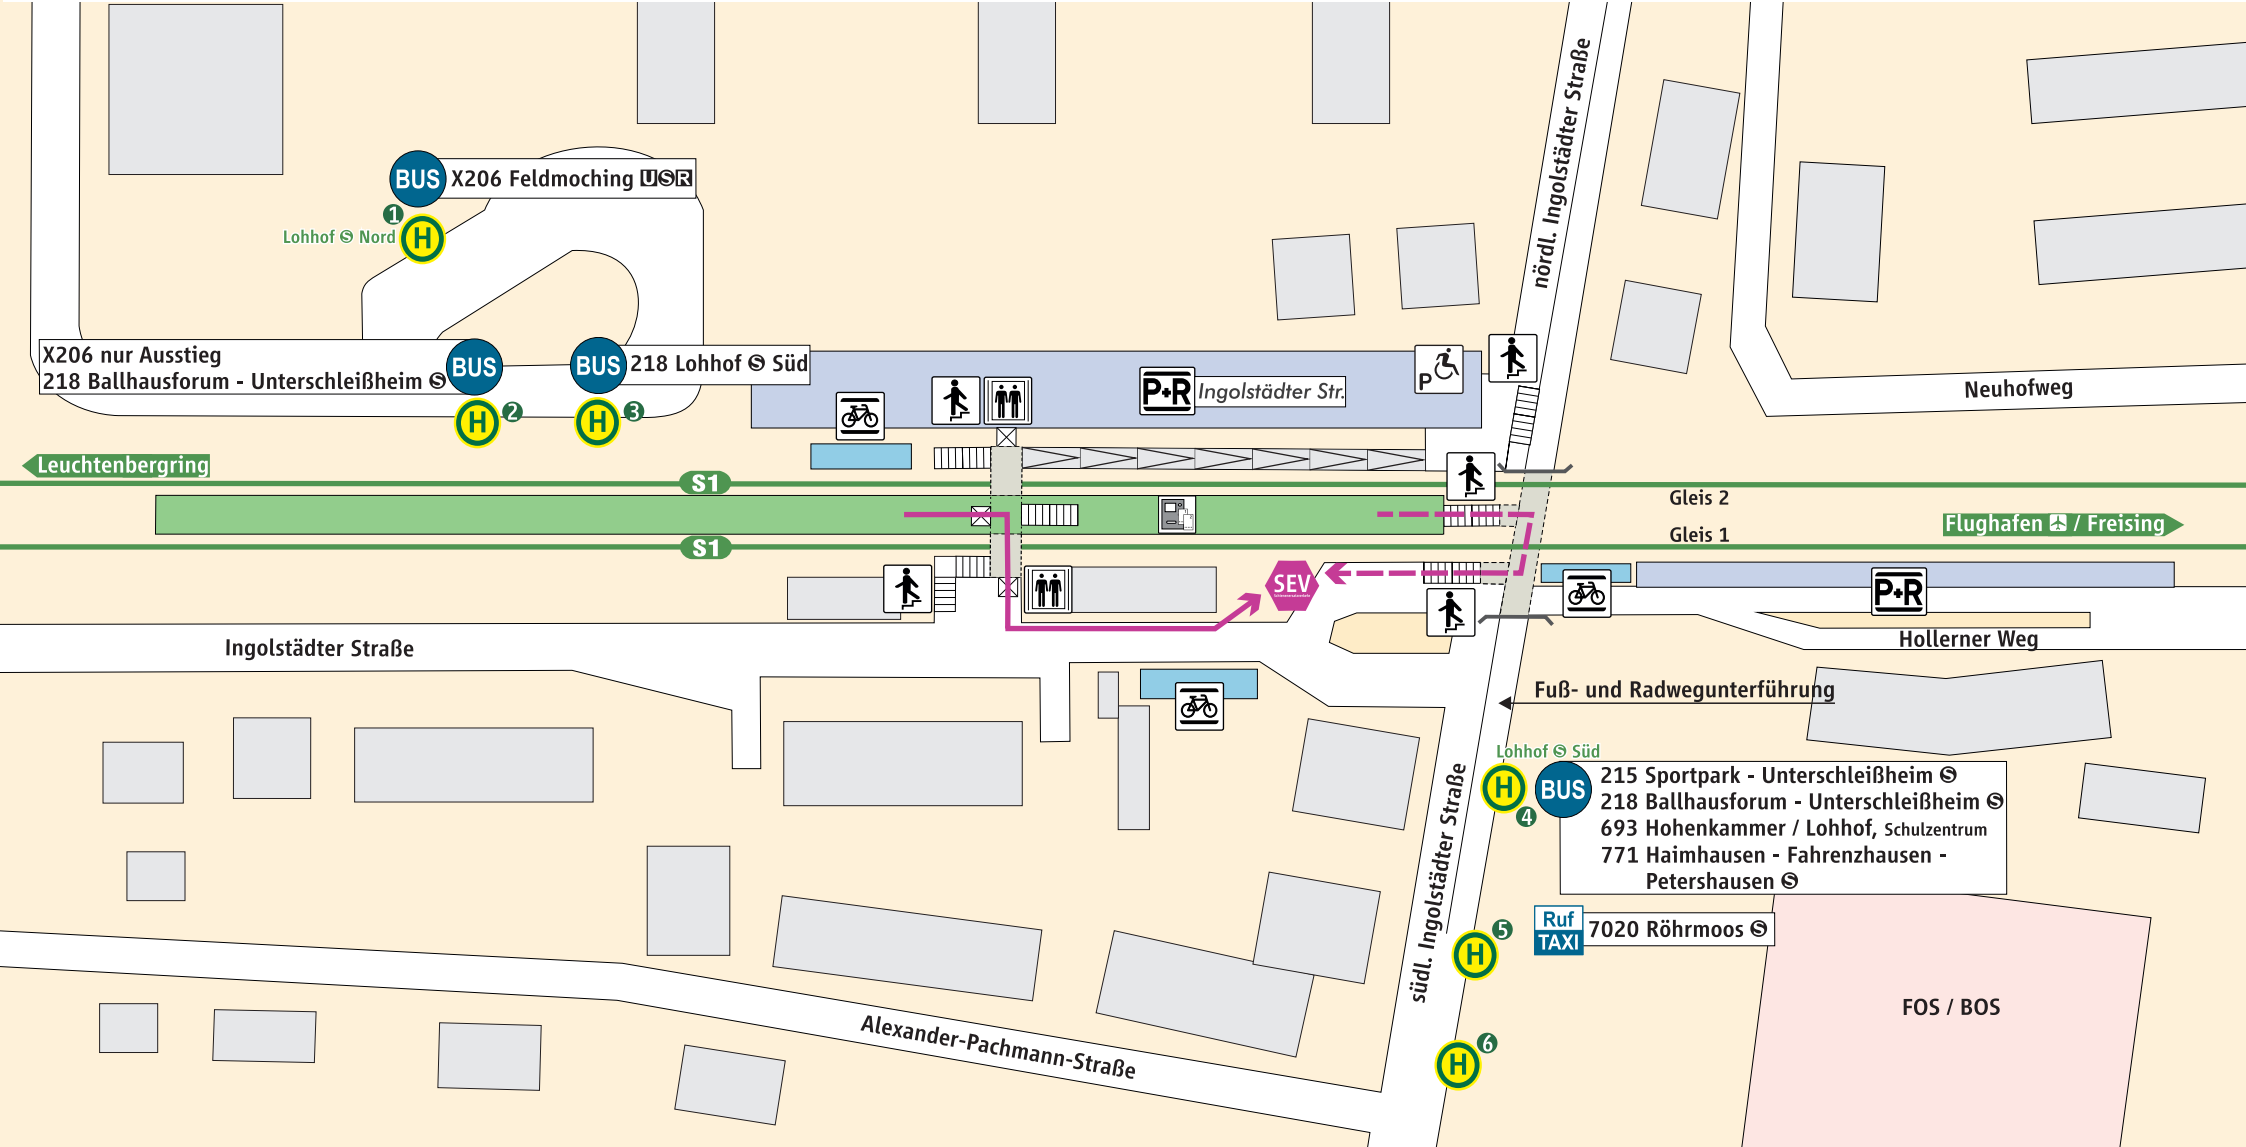 nördl. Ingolstädter Straße
BUS
X206 Feldmoching U S R
1
Lohhof S Nord
H
X206 nur Ausstieg
218 Ballhausforum - Unterschleißheim S
BUS
BUS
218 Lohhof S Süd
H
2
H
3
P+R
Ingolstädter Str.
P
Neuhofweg
Leuchtenbergring
S1
Gleis 2
Flughafen / Freising
Gleis 1
S1
SEV
P+R
Ingolstädter Straße
Hollerner Weg
Fuß- und Radwegunterführung
Lohhof S Süd
H
4
BUS
215 Sportpark - Unterschleißheim S
218 Ballhausforum - Unterschleißheim S
693 Hohenkammer / Lohhof, Schulzentrum
771 Haimhausen - Fahrenzhausen -
Petershausen S
südl. Ingolstädter Straße
5
H
Ruf
TAXI
7020 Röhrmoos S
FOS / BOS
Alexander-Pachmann-Straße
6
H